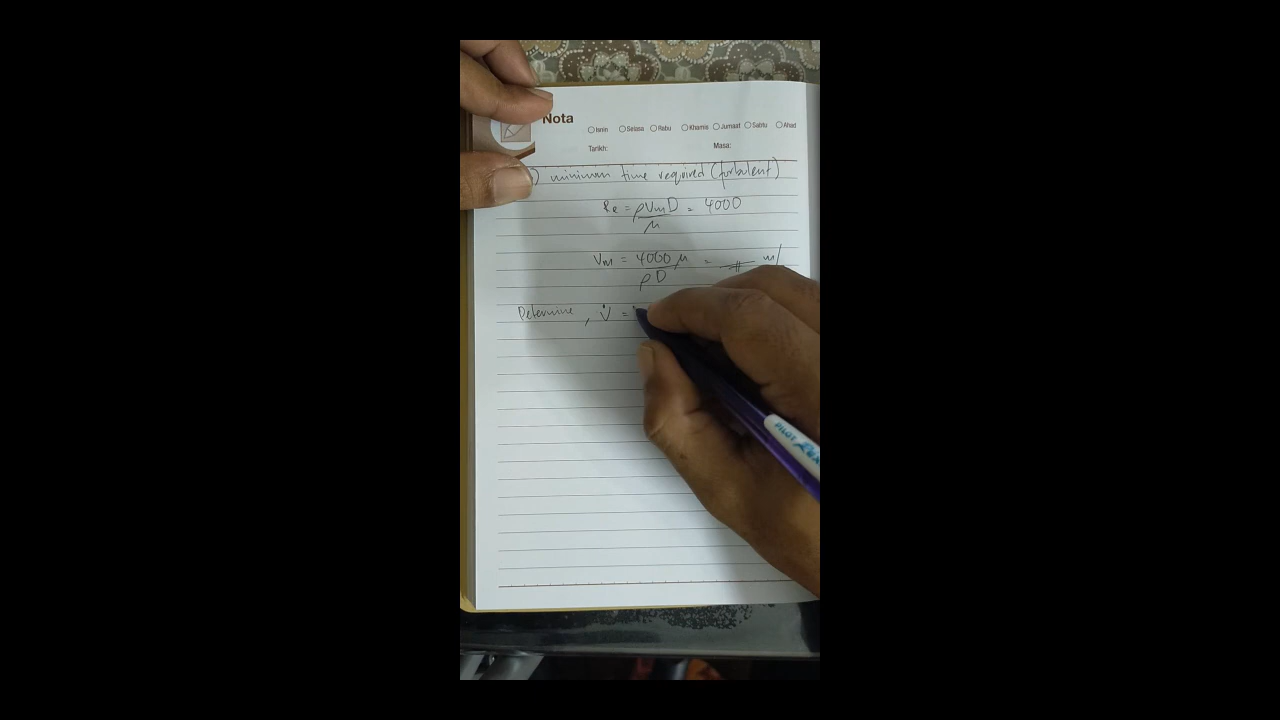 Nota
Isnin Selasa Rabu Khamis Jumaat Sabtu Ahad
Tarikh: Masa:
) minimum time required (turbulent)
Re = ρVmD = 4000
μ
Vm = 4000 μ = m/
ρD
Determine, V̇ =
PILOT